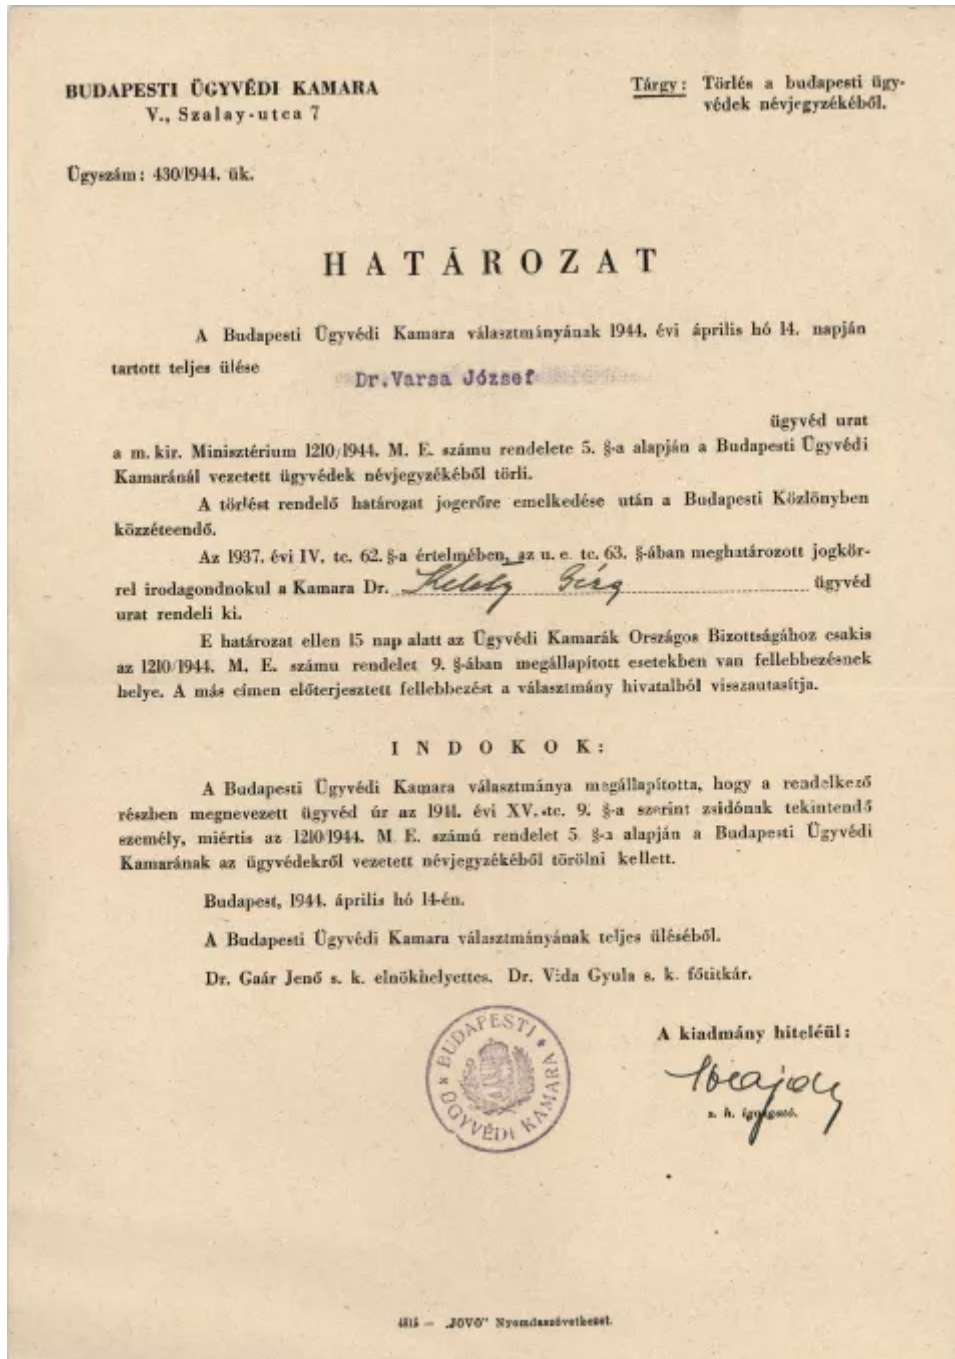 BUDAPESTI ÜGYVÉDI KAMARA
V., Szalay-utca 7
Tárgy: Törlés a budapesti ügy-
védek névjegyzékéből.
Ügyszám: 430/1944. ük.
HATÁROZAT
A Budapesti Ügyvédi Kamara választmányának 1944. évi április hó 14. napján
tartott teljes ülése
Dr.Varsa József
ügyvéd urat
a m. kir. Minisztérium 1210/1944. M. E. számu rendelete 5. §-a alapján a Budapesti Ügyvédi
Kamaránál vezetett ügyvédek névjegyzékéből törli.
A törlést rendelő határozat jogerőre emelkedése után a Budapesti Közlönyben
közzéteendő.
Az 1937. évi IV. tc. 62. §-a értelmében, az u. e. tc. 63. §-ában meghatározott jogkör-
rel irodagondnokul a Kamara Dr. ügyvéd
urat rendeli ki.
E határozat ellen 15 nap alatt az Ügyvédi Kamarák Országos Bizottságához csakis
az 1210/1944. M. E. számu rendelet 9. §-ában megállapított esetekben van fellebbezésnek
helye. A más címen előterjesztett fellebbezést a választmány hivatalból visszautasítja.
INDOKOK:
A Budapesti Ügyvédi Kamara választmánya megállapította, hogy a rendelkező
részben megnevezett ügyvéd úr az 1941. évi XV. tc. 9. §-a szerint zsidónak tekintendő
személy, miértis az 1210/1944. M. E. számú rendelet 5 §-a alapján a Budapesti Ügyvédi
Kamarának az ügyvédekről vezetett névjegyzékéből törölni kellett.
Budapest, 1944. április hó 14-én.
A Budapesti Ügyvédi Kamara választmányának teljes üléséből.
Dr. Gaár Jenő s. k. elnökhelyettes. Dr. Vida Gyula s. k. főtitkár.
BUDAPESTI ÜGYVÉDI KAMARA
A kiadmány hiteléül:
s. h. igazgató.
4515 — „JÖVŐ" Nyomdaszövetkezet.